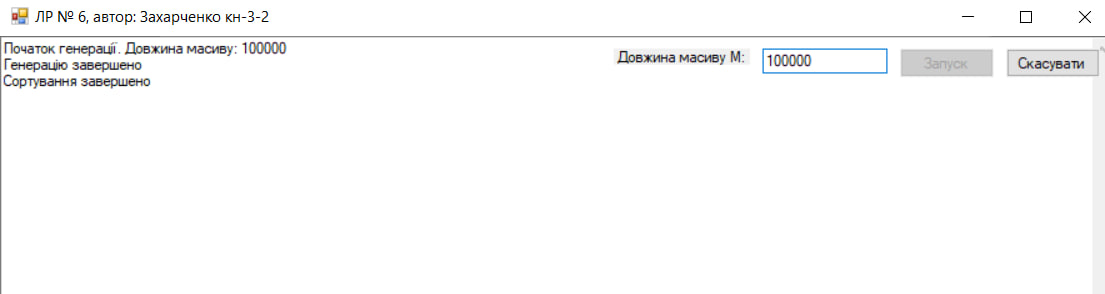 ЛР № 6, автор: Захарченко кн-3-2
Початок генерації. Довжина масиву: 100000
Генерацію завершено
Сортування завершено
Довжина масиву M:
100000
Запуск
Скасувати